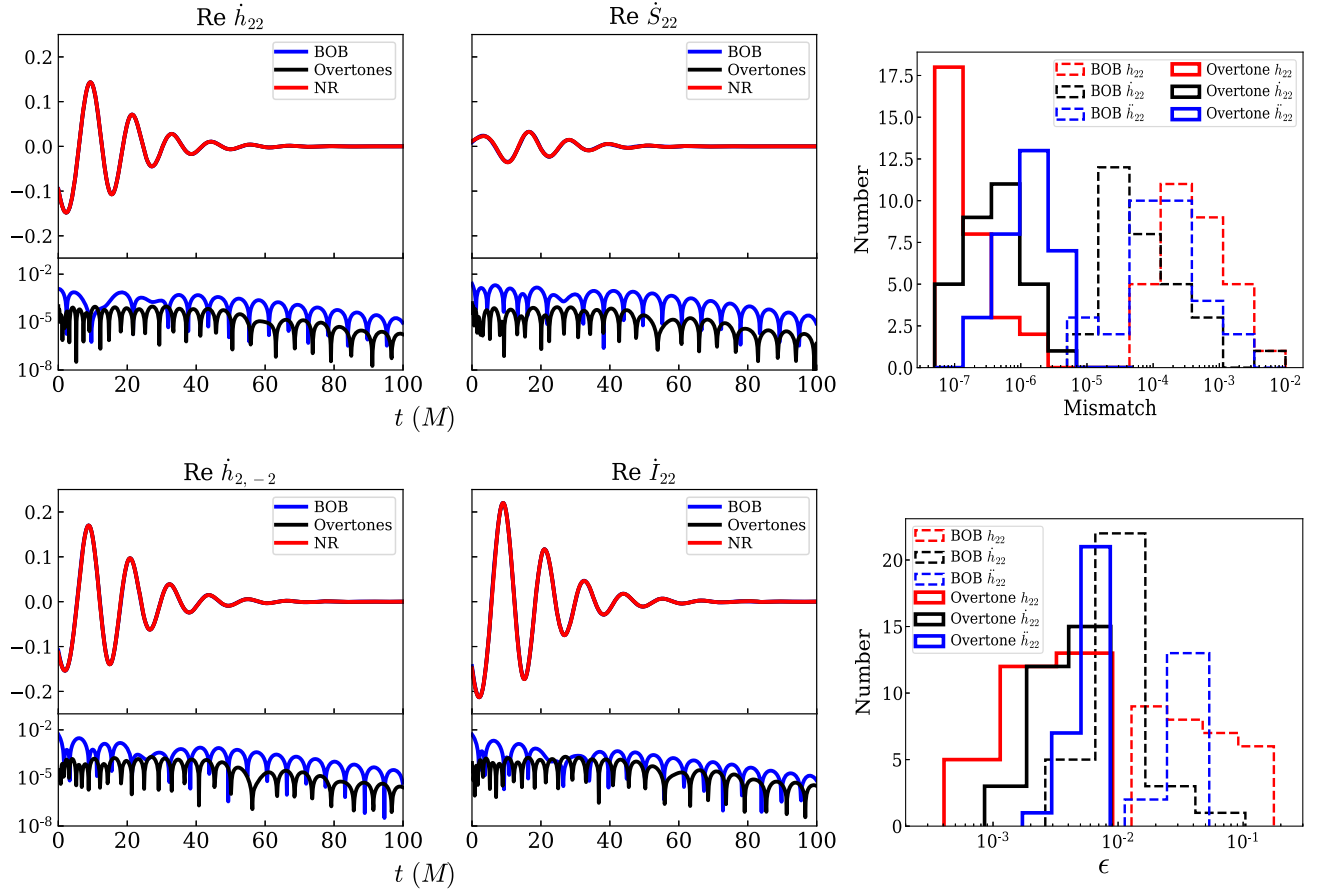 Re ḣ₂₂
0.2
0.1
0.0
−0.1
−0.2
BOB
Overtones
NR
10⁻²
10⁻⁵
10⁻⁸
0 20 40 60 80 100
Re Ṡ₂₂
BOB
Overtones
NR
0 20 40 60 80 100
t (M)
17.5
15.0
12.5
10.0
7.5
5.0
2.5
0.0
Number
BOB h₂₂
BOB ḣ₂₂
BOB ḧ₂₂
Overtone h₂₂
Overtone ḣ₂₂
Overtone ḧ₂₂
10⁻⁷ 10⁻⁶ 10⁻⁵ 10⁻⁴ 10⁻³ 10⁻²
Mismatch
Re ḣ₂,₋₂
0.2
0.1
0.0
−0.1
−0.2
BOB
Overtones
NR
10⁻²
10⁻⁵
10⁻⁸
0 20 40 60 80 100
Re İ₂₂
BOB
Overtones
NR
0 20 40 60 80 100
t (M)
20
15
10
5
0
Number
BOB h₂₂
BOB ḣ₂₂
BOB ḧ₂₂
Overtone h₂₂
Overtone ḣ₂₂
Overtone ḧ₂₂
10⁻³ 10⁻² 10⁻¹
ϵ